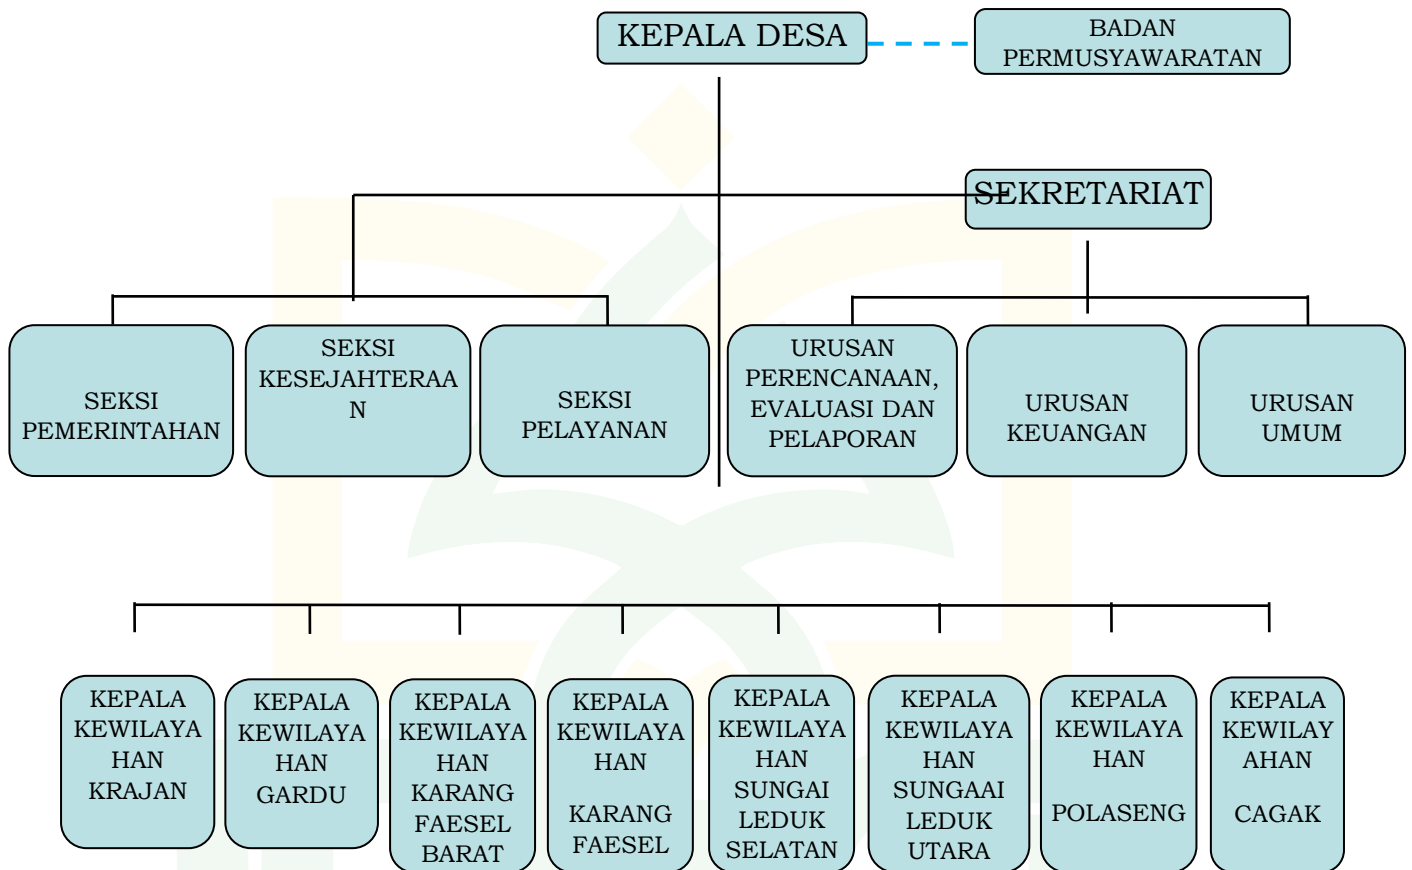 KEPALA DESA
BADAN
PERMUSYAWARATAN
SEKRETARIAT
SEKSI
PEMERINTAHAN
SEKSI
KESEJAHTERAA
N
SEKSI
PELAYANAN
URUSAN
PERENCANAAN,
EVALUASI DAN
PELAPORAN
URUSAN
KEUANGAN
URUSAN
UMUM
KEPALA
KEWILAYA
HAN
KRAJAN
KEPALA
KEWILAYA
HAN
GARDU
KEPALA
KEWILAYA
HAN
KARANG
FAESEL
BARAT
KEPALA
KEWILAYA
HAN
KARANG
FAESEL
KEPALA
KEWILAYA
HAN
SUNGAI
LEDUK
SELATAN
KEPALA
KEWILAYA
HAN
SUNGAAI
LEDUK
UTARA
KEPALA
KEWILAYA
HAN
POLASENG
KEPALA
KEWILAY
AHAN
CAGAK